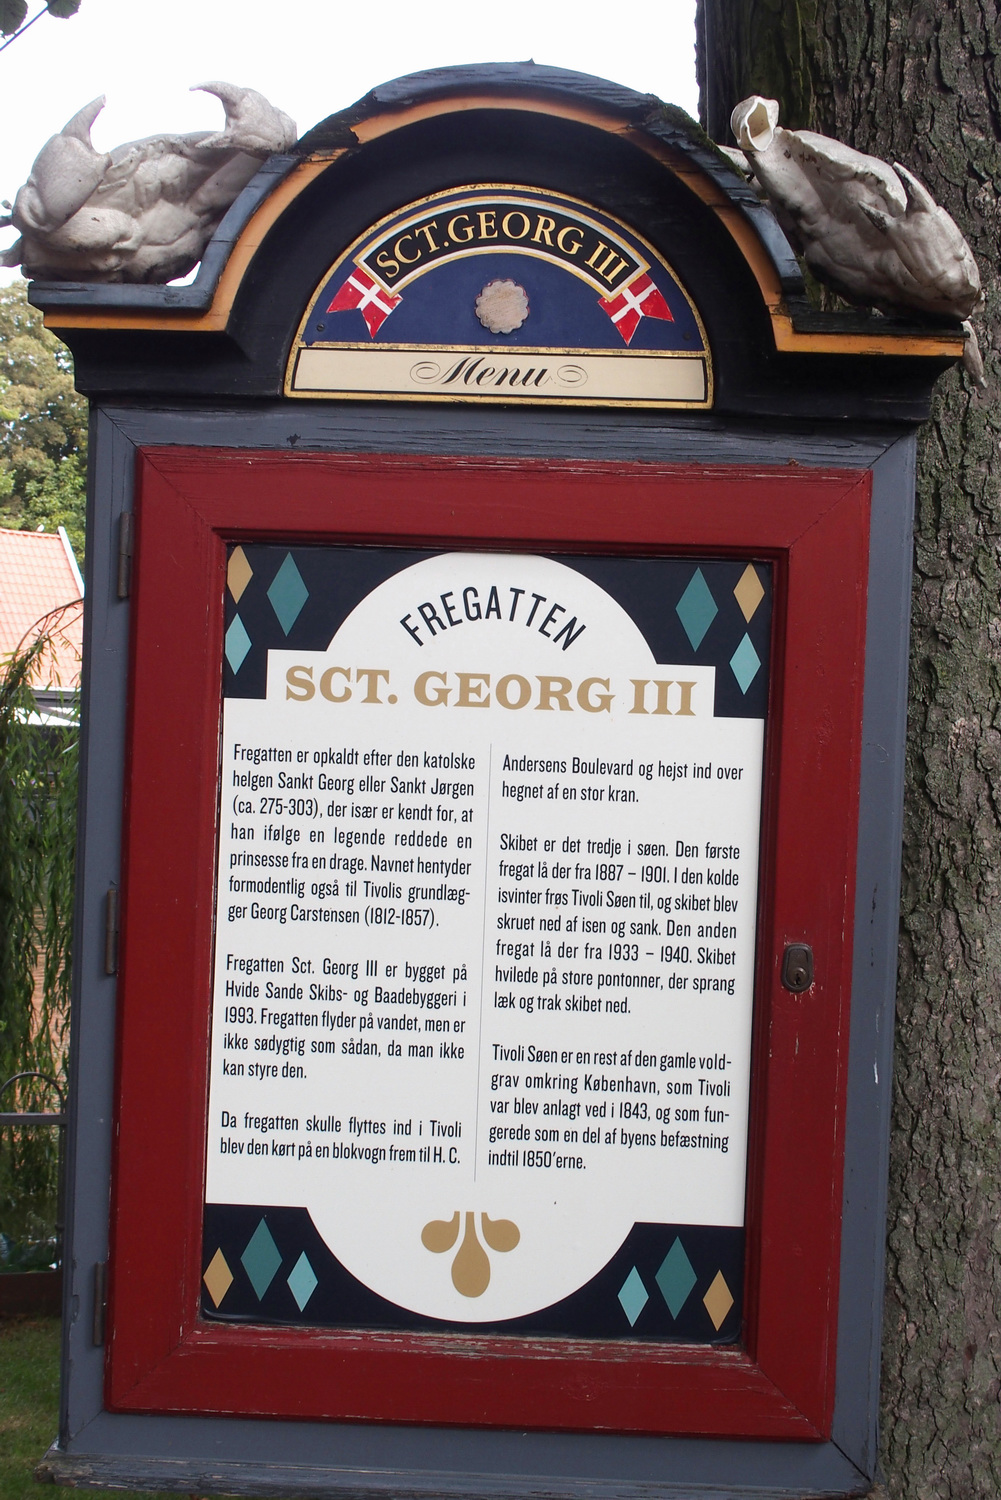 SCT.GEORG III
Menu
FREGATTEN
SCT. GEORG III
Fregatten er opkaldt efter den katolske
helgen Sankt Georg eller Sankt Jørgen
(ca. 275-303), der især er kendt for, at
han ifølge en legende reddede en
prinsesse fra en drage. Navnet hentyder
formodentlig også til Tivolis grundlæg-
ger Georg Carstensen (1812-1857).
Fregatten Sct. Georg III er bygget på
Hvide Sande Skibs- og Baadebyggeri i
1993. Fregatten flyder på vandet, men er
ikke sødygtig som sådan, da man ikke
kan styre den.
Da fregatten skulle flyttes ind i Tivoli
blev den kørt på en blokvogn frem til H. C.
Andersens Boulevard og hejst ind over
hegnet af en stor kran.
Skibet er det tredje i søen. Den første
fregat lå der fra 1887 – 1901. I den kolde
isvinter frøs Tivoli Søen til, og skibet blev
skruet ned af isen og sank. Den anden
fregat lå der fra 1933 – 1940. Skibet
hvilede på store pontonner, der sprang
læk og trak skibet ned.
Tivoli Søen er en rest af den gamle vold-
grav omkring København, som Tivoli
var blev anlagt ved i 1843, og som fun-
gerede som en del af byens befæstning
indtil 1850'erne.